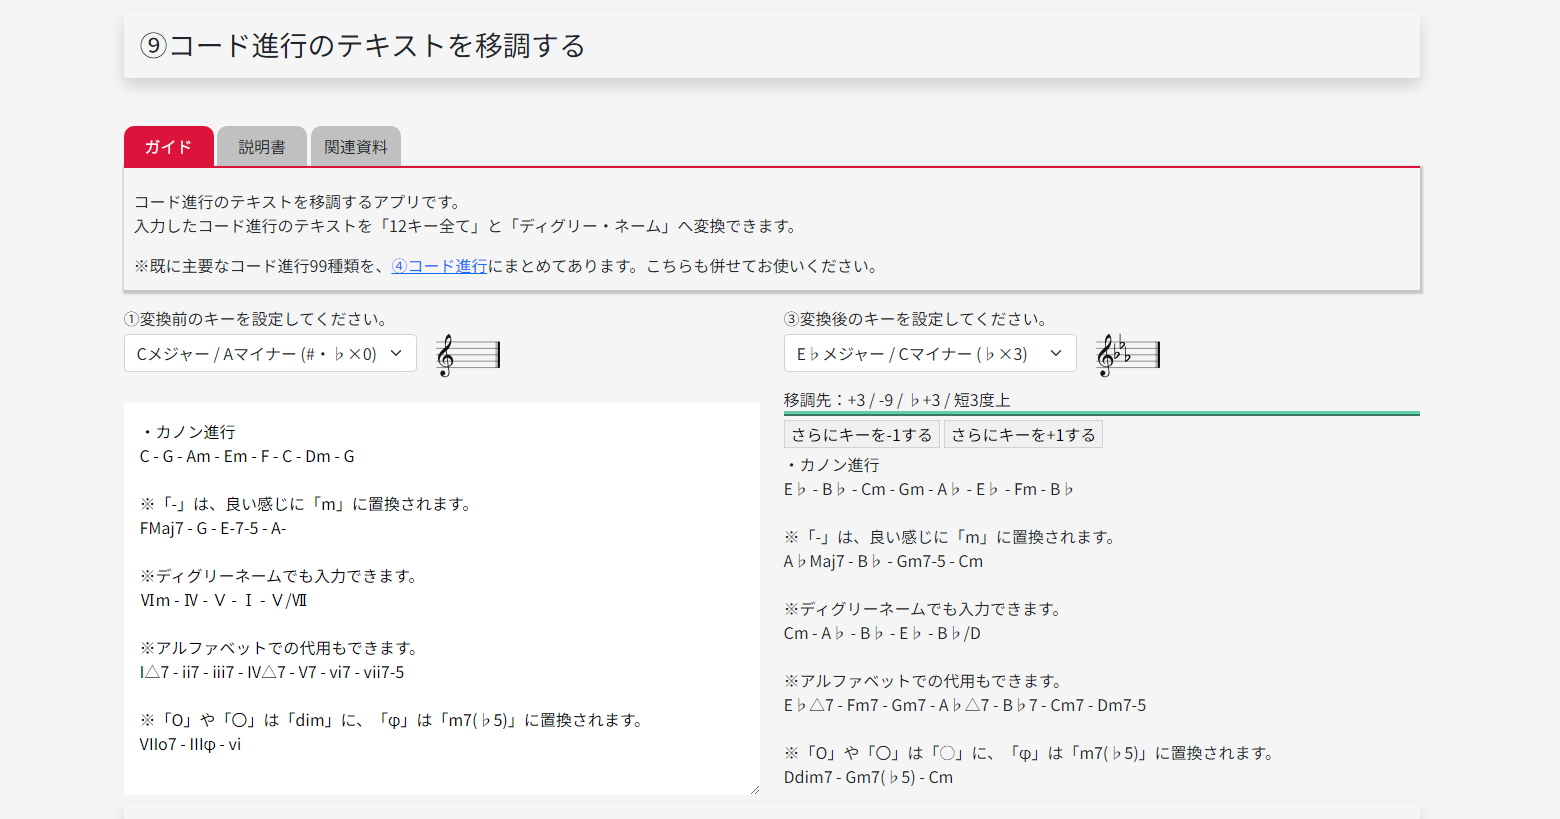 ⑨コード進行のテキストを移調する
ガイド
説明書
関連資料
コード進行のテキストを移調するアプリです。
入力したコード進行のテキストを「12キー全て」と「ディグリー・ネーム」へ変換できます。
※既に主要なコード進行99種類を、④コード進行にまとめてあります。こちらも併せてお使いください。
①変換前のキーを設定してください。
Cメジャー / Aマイナー (#・♭×0)
・カノン進行
C - G - Am - Em - F - C - Dm - G
※「-」は、良い感じに「m」に置換されます。
FMaj7 - G - E-7-5 - A-
※ディグリーネームでも入力できます。
Ⅵm - Ⅳ - Ⅴ - Ⅰ - Ⅴ/Ⅶ
※アルファベットでの代用もできます。
I△7 - ii7 - iii7 - IV△7 - V7 - vi7 - vii7-5
※「O」や「〇」は「dim」に、「φ」は「m7(♭5)」に置換されます。
VIIo7 - IIIφ - vi
③変換後のキーを設定してください。
E♭メジャー / Cマイナー (♭×3)
移調先：+3 / -9 / ♭+3 / 短3度上
さらにキーを-1する
さらにキーを+1する
・カノン進行
E♭ - B♭ - Cm - Gm - A♭ - E♭ - Fm - B♭
※「-」は、良い感じに「m」に置換されます。
A♭Maj7 - B♭ - Gm7-5 - Cm
※ディグリーネームでも入力できます。
Cm - A♭ - B♭ - E♭ - B♭/D
※アルファベットでの代用もできます。
E♭△7 - Fm7 - Gm7 - A♭△7 - B♭7 - Cm7 - Dm7-5
※「O」や「〇」は「○」に、「φ」は「m7(♭5)」に置換されます。
Ddim7 - Gm7(♭5) - Cm